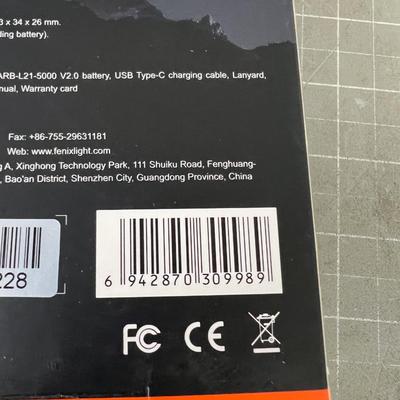 3 x 34 x 26 mm.
ding battery).
ARB-L21-5000 V2.0 battery, USB Type-C charging cable, Lanyard,
nual, Warranty card
Fax: +86-755-29631181
Web: www.fenixlight.com
g A, Xinghong Technology Park, 111 Shuiku Road, Fenghuang-
, Bao'an District, Shenzhen City, Guangdong Province, China
228
6 942870 309989
FC CE